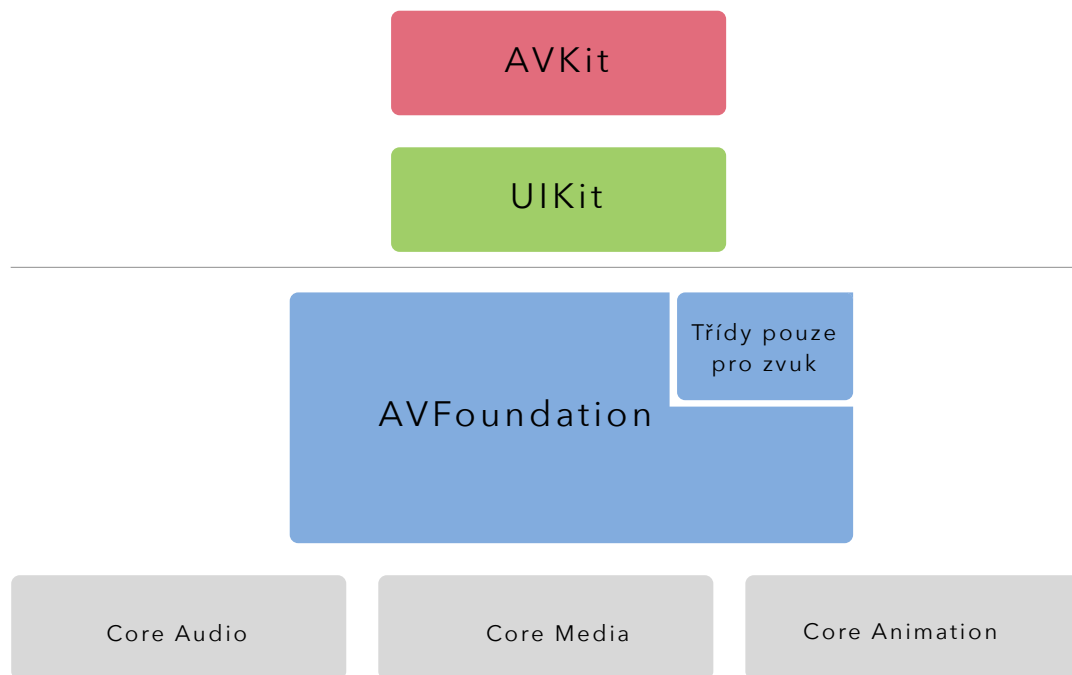 AVKit
UIKit
Třídy pouze
pro zvuk
AVFoundation
Core Audio
Core Media
Core Animation